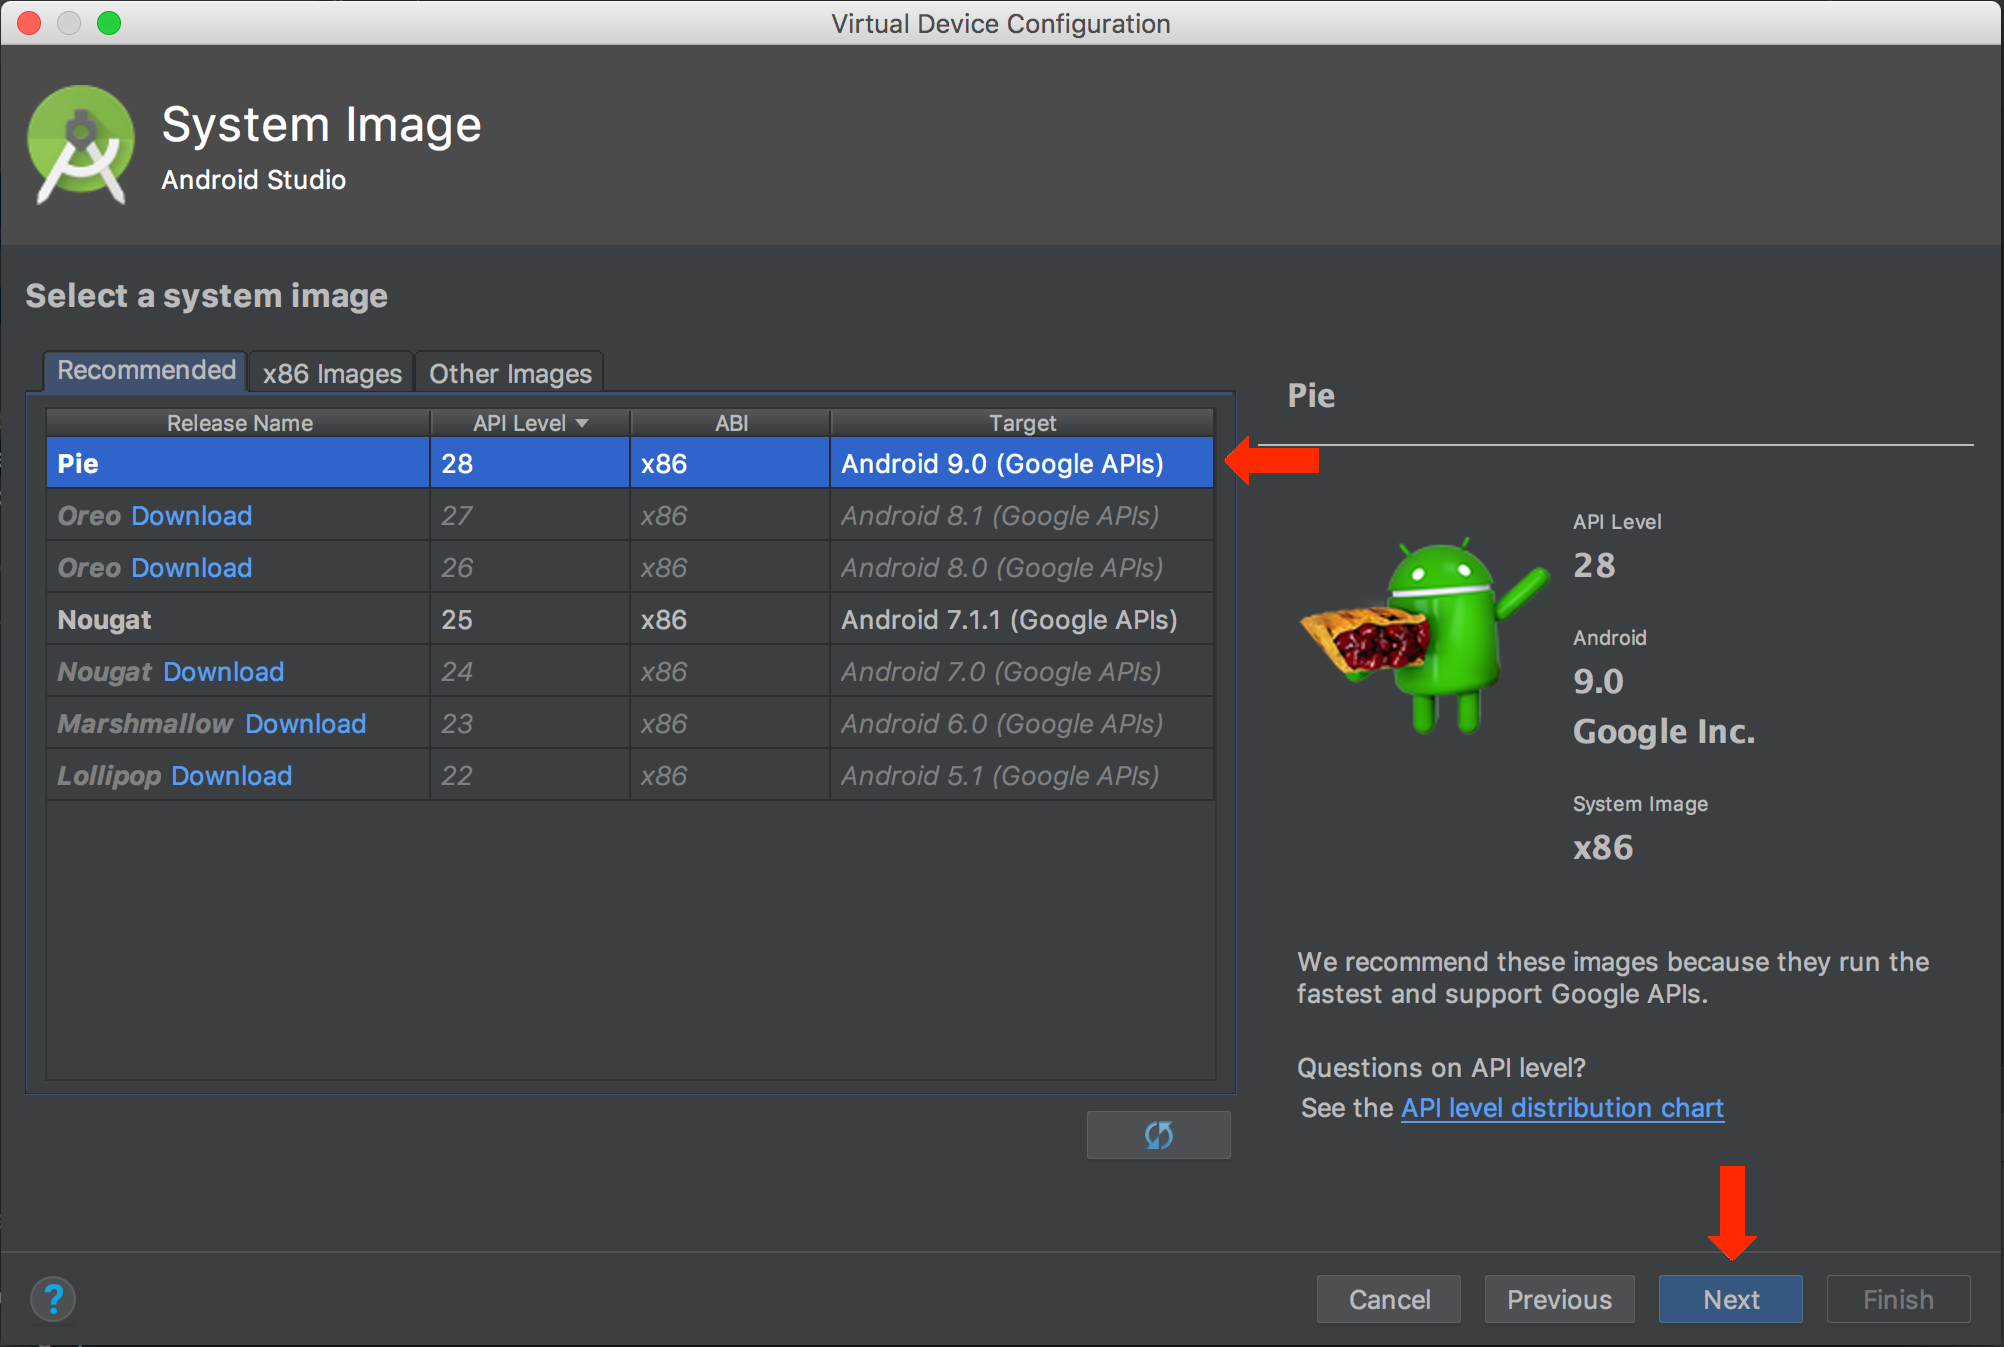 Virtual Device Configuration
System Image
Android Studio
Select a system image
Recommended x86 Images Other Images
Release Name API Level ABI Target
Pie 28 x86 Android 9.0 (Google APIs)
Oreo Download 27 x86 Android 8.1 (Google APIs)
Oreo Download 26 x86 Android 8.0 (Google APIs)
Nougat 25 x86 Android 7.1.1 (Google APIs)
Nougat Download 24 x86 Android 7.0 (Google APIs)
Marshmallow Download 23 x86 Android 6.0 (Google APIs)
Lollipop Download 22 x86 Android 5.1 (Google APIs)
Pie
API Level
28
Android
9.0
Google Inc.
System Image
x86
We recommend these images because they run the
fastest and support Google APIs.
Questions on API level?
See the API level distribution chart
? Cancel Previous Next Finish